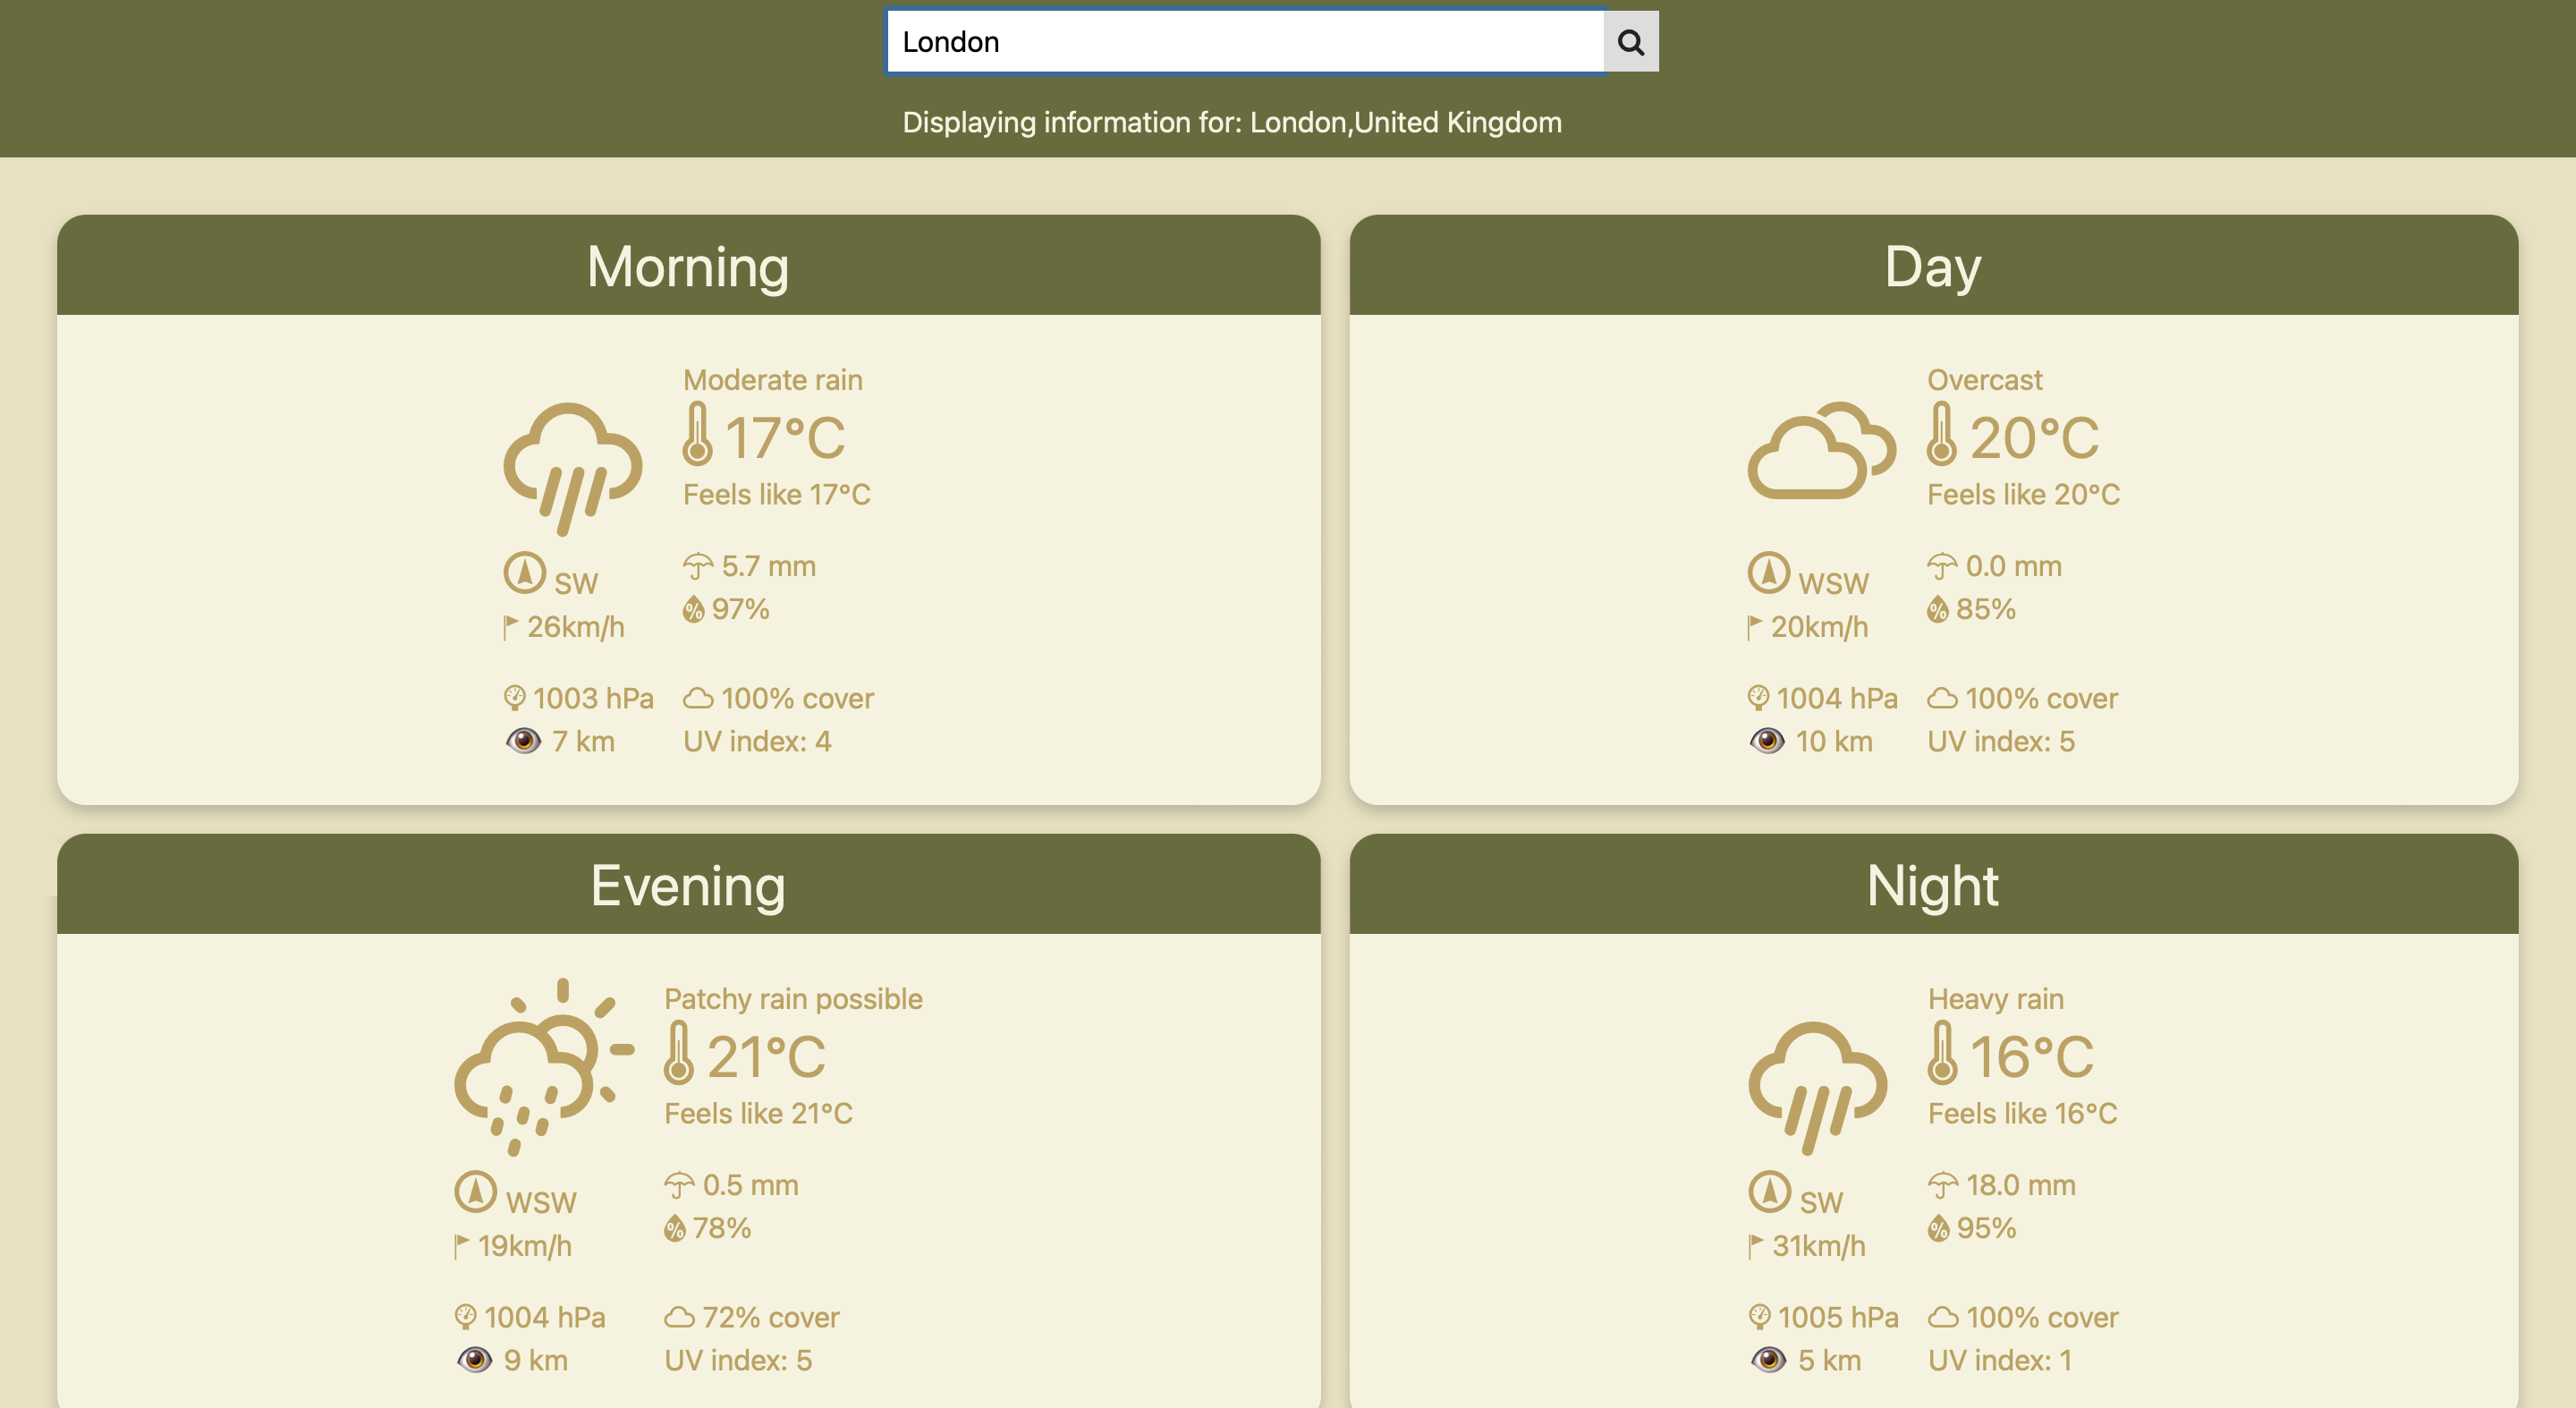 London
Displaying information for: London,United Kingdom
Morning
Moderate rain
17°C
Feels like 17°C
SW
26km/h
5.7 mm
97%
1003 hPa
7 km
100% cover
UV index: 4
Day
Overcast
20°C
Feels like 20°C
WSW
20km/h
0.0 mm
85%
1004 hPa
10 km
100% cover
UV index: 5
Evening
Patchy rain possible
21°C
Feels like 21°C
WSW
19km/h
0.5 mm
78%
1004 hPa
9 km
72% cover
UV index: 5
Night
Heavy rain
16°C
Feels like 16°C
SW
31km/h
18.0 mm
95%
1005 hPa
5 km
100% cover
UV index: 1